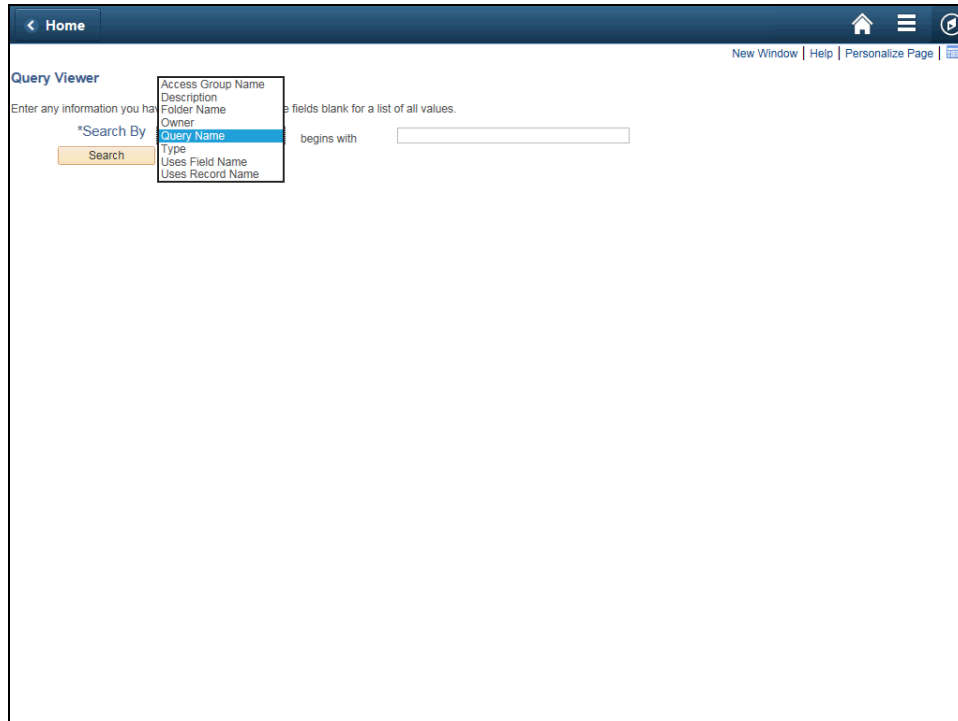 Home
New Window | Help | Personalize Page |
Query Viewer
Enter any information you hav
e fields blank for a list of all values.
*Search By
Access Group Name
Description
Folder Name
Owner
Query Name
Type
Uses Field Name
Uses Record Name
begins with
Search